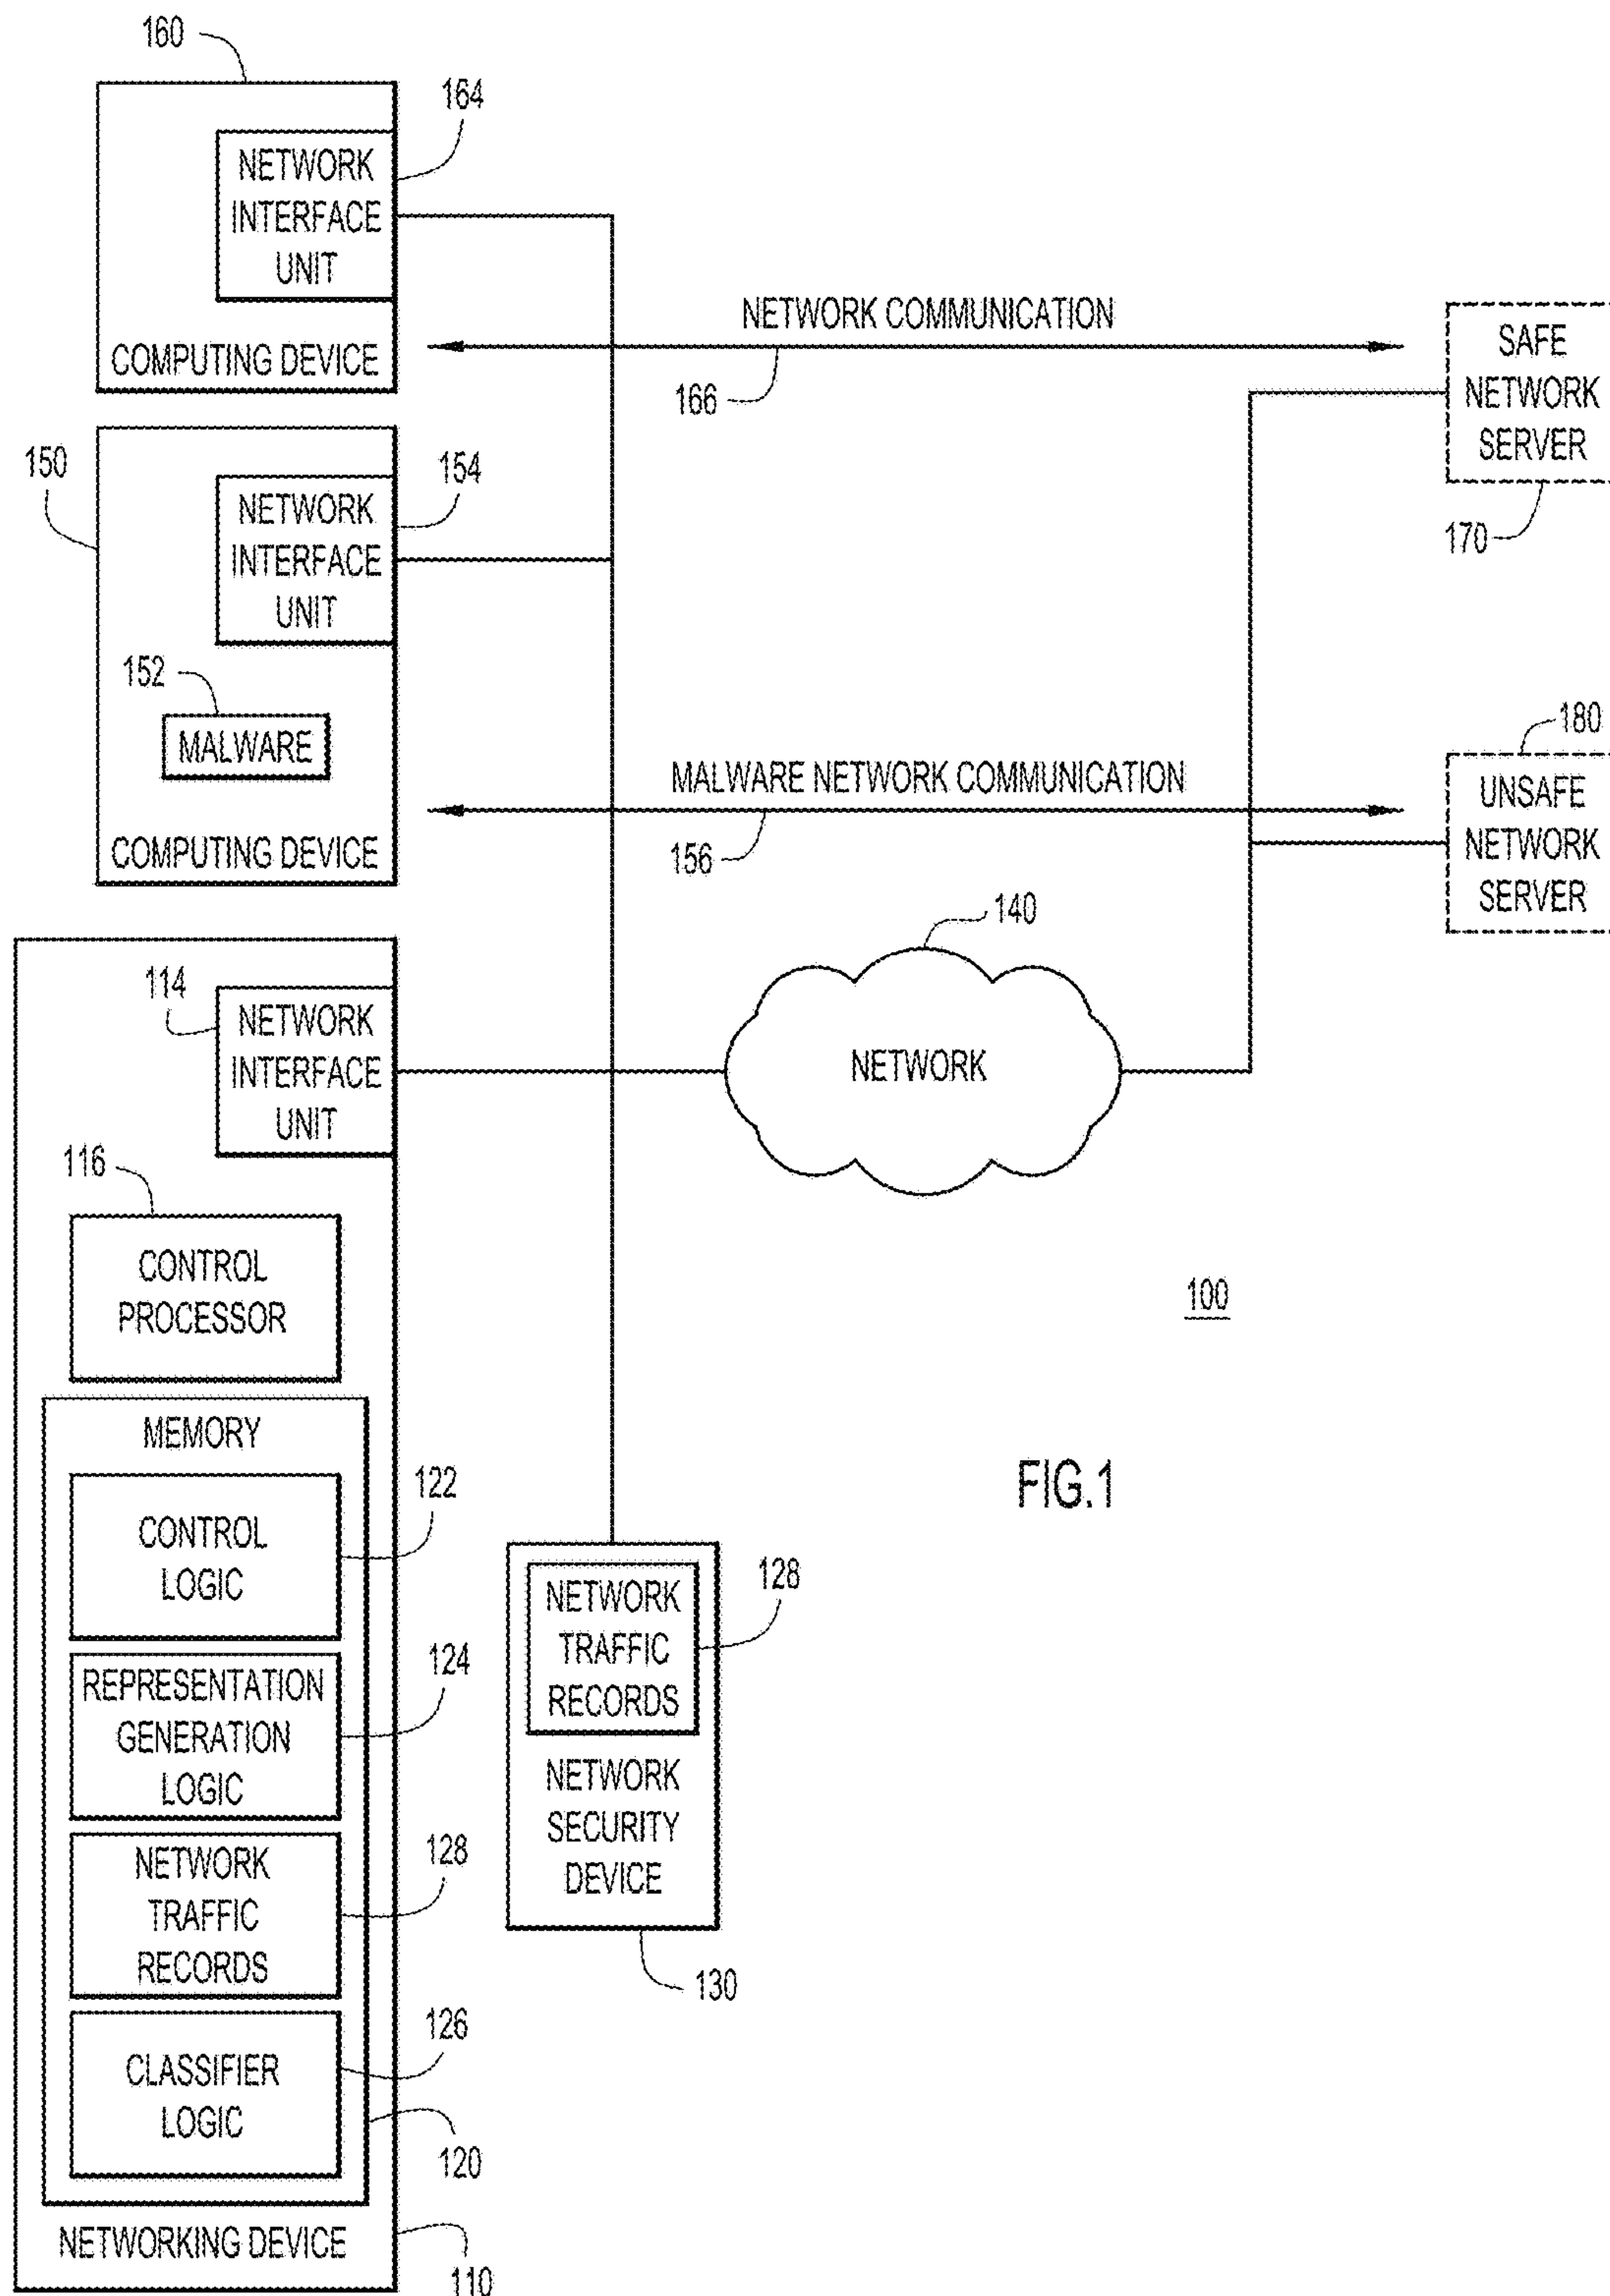 160
164
NETWORK
INTERFACE
UNIT
COMPUTING DEVICE
NETWORK COMMUNICATION
166
SAFE
NETWORK
SERVER
170
150
154
NETWORK
INTERFACE
UNIT
152
MALWARE
COMPUTING DEVICE
MALWARE NETWORK COMMUNICATION
156
180
UNSAFE
NETWORK
SERVER
140
NETWORK
114
NETWORK
INTERFACE
UNIT
116
CONTROL
PROCESSOR
MEMORY
122
CONTROL
LOGIC
124
REPRESENTATION
GENERATION
LOGIC
128
NETWORK
TRAFFIC
RECORDS
126
CLASSIFIER
LOGIC
120
NETWORKING DEVICE
110
128
NETWORK
TRAFFIC
RECORDS
NETWORK
SECURITY
DEVICE
130
100
FIG.1